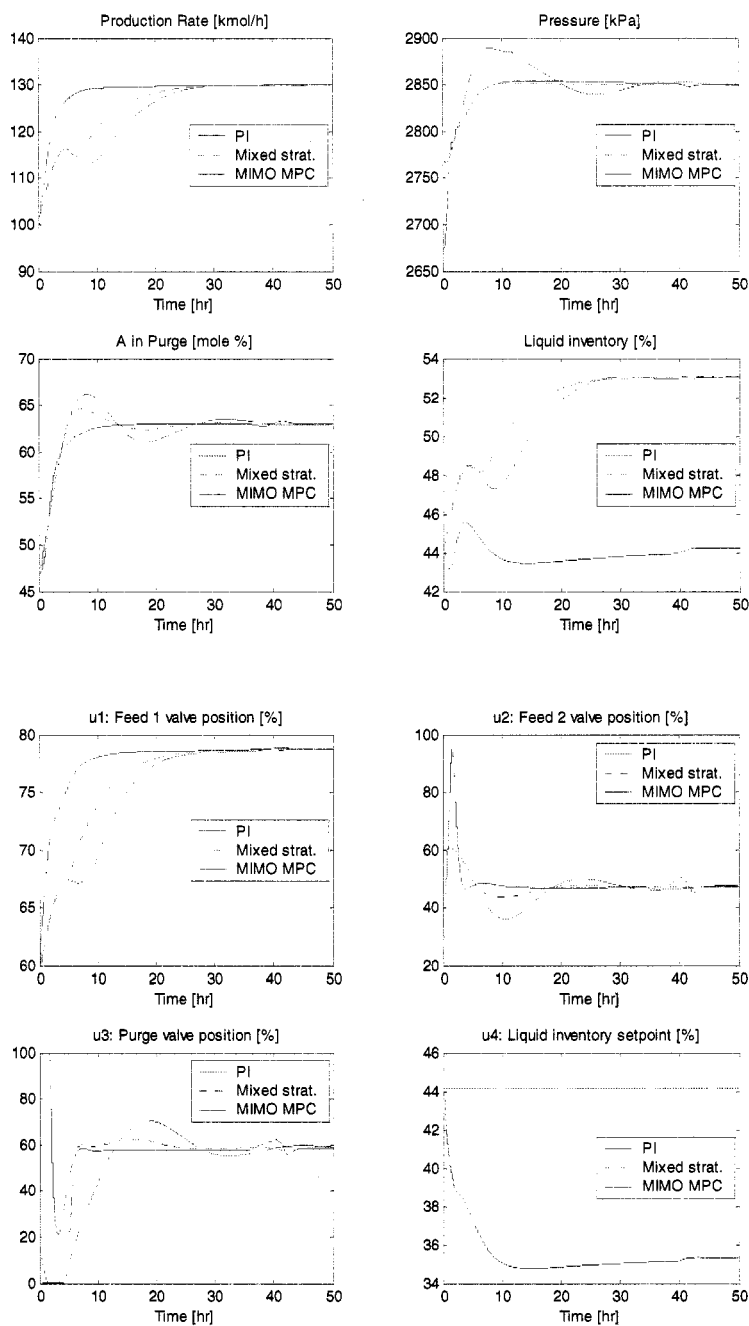 Production Rate [kmol/h]
140
130
120
110
100
90
0
10
20
30
40
50
Time [hr]
PI
Mixed strat.
MIMO MPC
Pressure [kPa]
2900
2850
2800
2750
2700
2650
0
10
20
30
40
50
Time [hr]
PI
Mixed strat.
MIMO MPC
A in Purge [mole %]
70
65
60
55
50
45
0
10
20
30
40
50
Time [hr]
PI
Mixed strat.
MIMO MPC
Liquid inventory [%]
54
52
50
48
46
44
42
0
10
20
30
40
50
Time [hr]
PI
Mixed strat.
MIMO MPC
u1: Feed 1 valve position [%]
80
75
70
65
60
0
10
20
30
40
50
Time [hr]
PI
Mixed strat.
MIMO MPC
u2: Feed 2 valve position [%]
100
80
60
40
20
0
10
20
30
40
50
Time [hr]
PI
Mixed strat.
MIMO MPC
u3: Purge valve position [%]
100
80
60
40
20
0
0
10
20
30
40
50
Time [hr]
PI
Mixed strat.
MIMO MPC
u4: Liquid inventory setpoint [%]
46
44
42
40
38
36
34
0
10
20
30
40
50
Time [hr]
PI
Mixed strat.
MIMO MPC